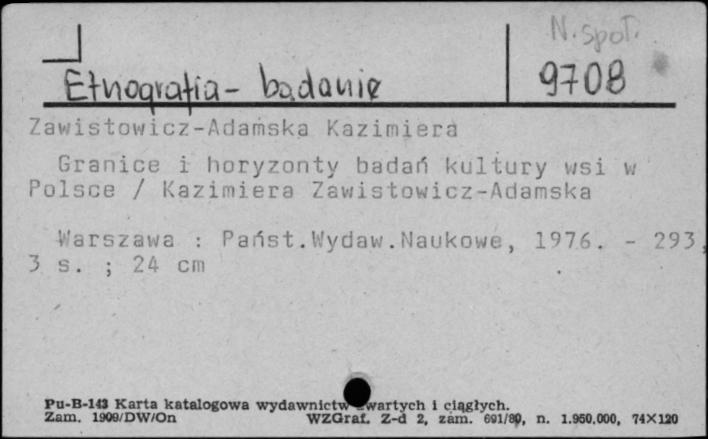 N. społ.
Etnografia - badanie 9708
Zawistowicz-Adamska Kazimiera
Granice i horyzonty badań kultury wsi w
Polsce / Kazimiera Zawistowicz-Adamska
Warszawa : Państ.Wydaw.Naukowe, 1976. - 293,
3 s. ; 24 cm
Pu-B-143 Karta katalogowa wydawnictw zwartych i ciągłych.
Zam. 1909/DW/On WZGraf. Z-d 2, zam. 691/80, n. 1.950.000, 74×120